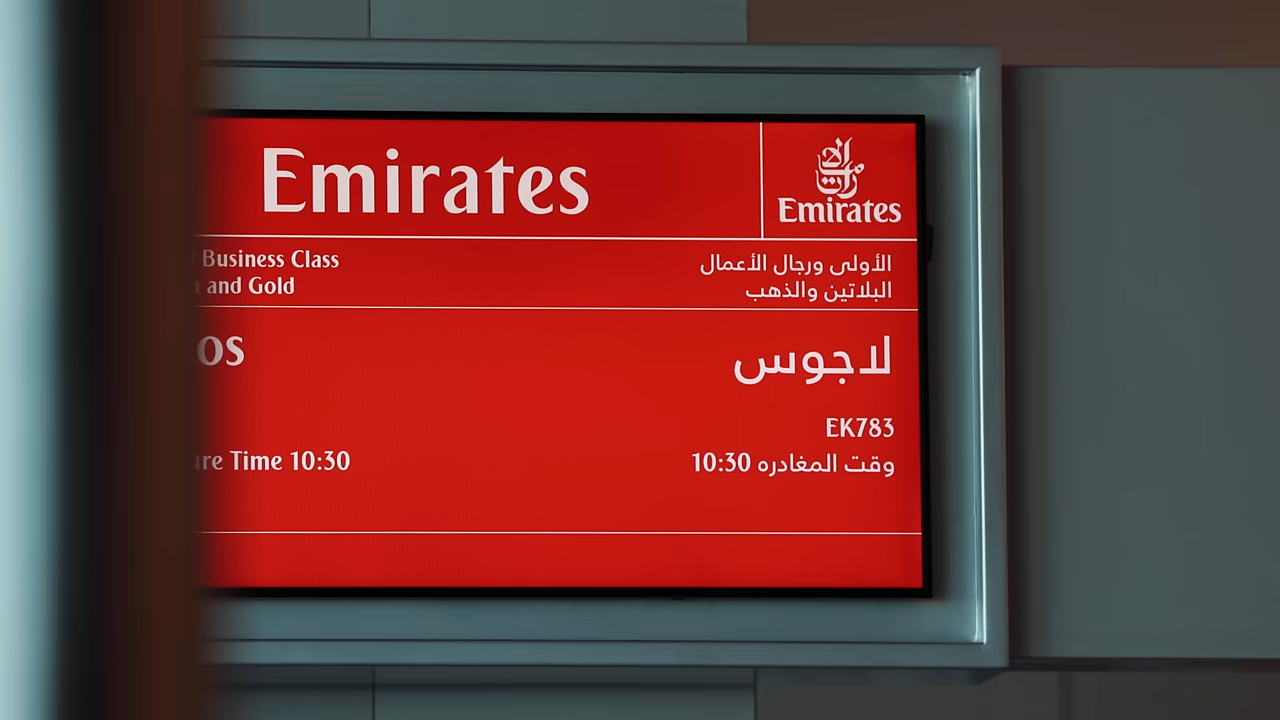 Emirates
Emirates
Business Class
and Gold
الأولى ورجال الأعمال
البلاتين والذهب
لاجوس
EK783
Time 10:30
وقت المغادره 10:30